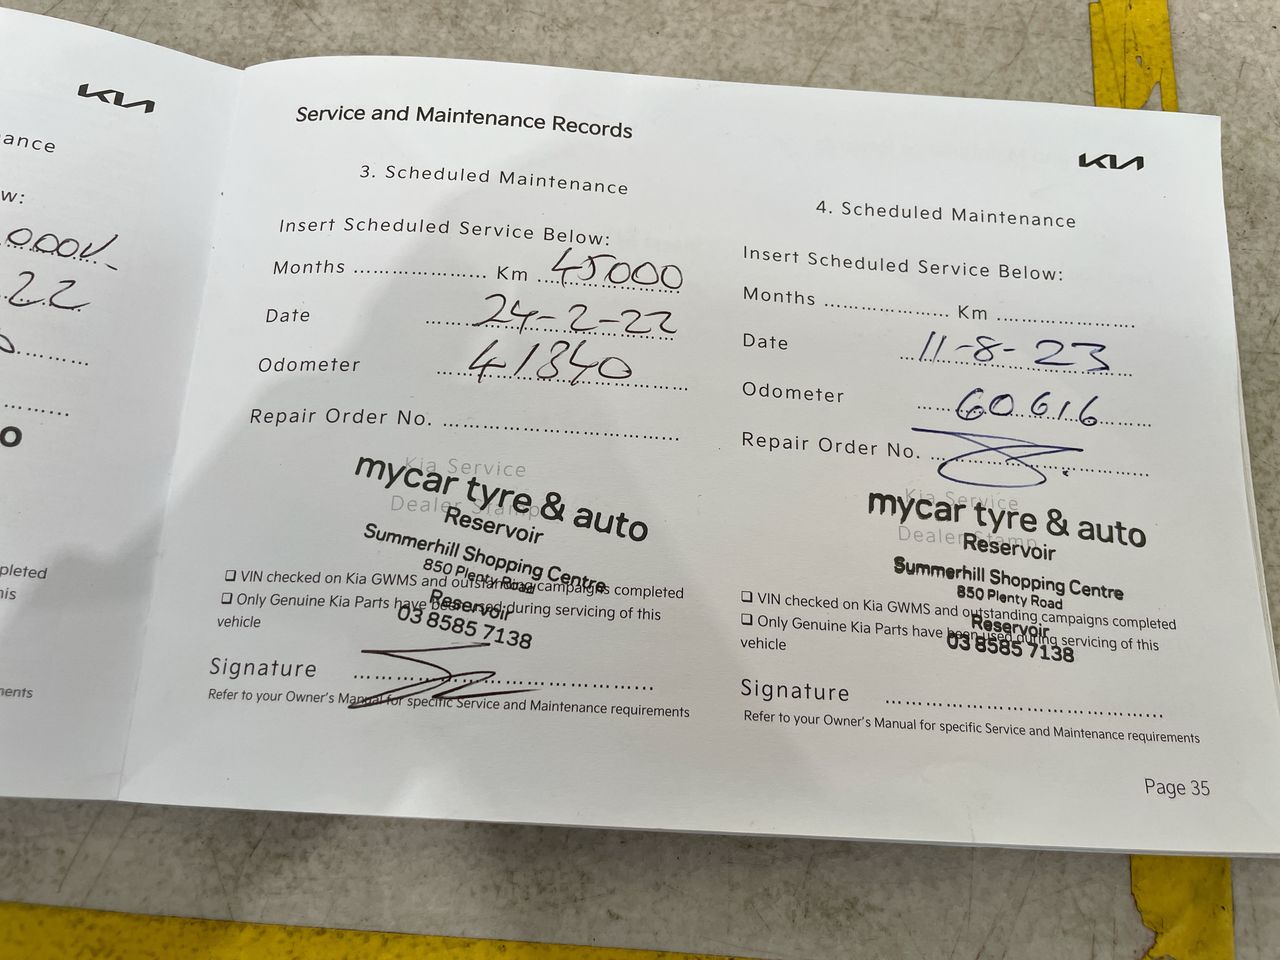 KIA
ance
w:
000K
22
O
pleted
his
ments
Service and Maintenance Records
3. Scheduled Maintenance
Insert Scheduled Service Below:
Months ........................ Km 45000
Date 24-2-22
Odometer 41340
Repair Order No. ........................
Kia Service
Dealer Stamp
mycar tyre & auto
Reservoir
Summerhill Shopping Centre
850 Plenty Road
Reservoir
03 8585 7138
❑ VIN checked on Kia GWMS and outstanding campaigns completed
❑ Only Genuine Kia Parts have been used during servicing of this
vehicle
Signature ........................
Refer to your Owner's Manual for specific Service and Maintenance requirements
KIA
4. Scheduled Maintenance
Insert Scheduled Service Below:
Months ........................ Km ........................
Date 11-8-23
Odometer 60616
Repair Order No. ........................
Kia Service
Dealer Stamp
mycar tyre & auto
Reservoir
Summerhill Shopping Centre
850 Plenty Road
Reservoir
03 8585 7138
❑ VIN checked on Kia GWMS and outstanding campaigns completed
❑ Only Genuine Kia Parts have been used during servicing of this
vehicle
Signature ........................
Refer to your Owner's Manual for specific Service and Maintenance requirements
Page 35